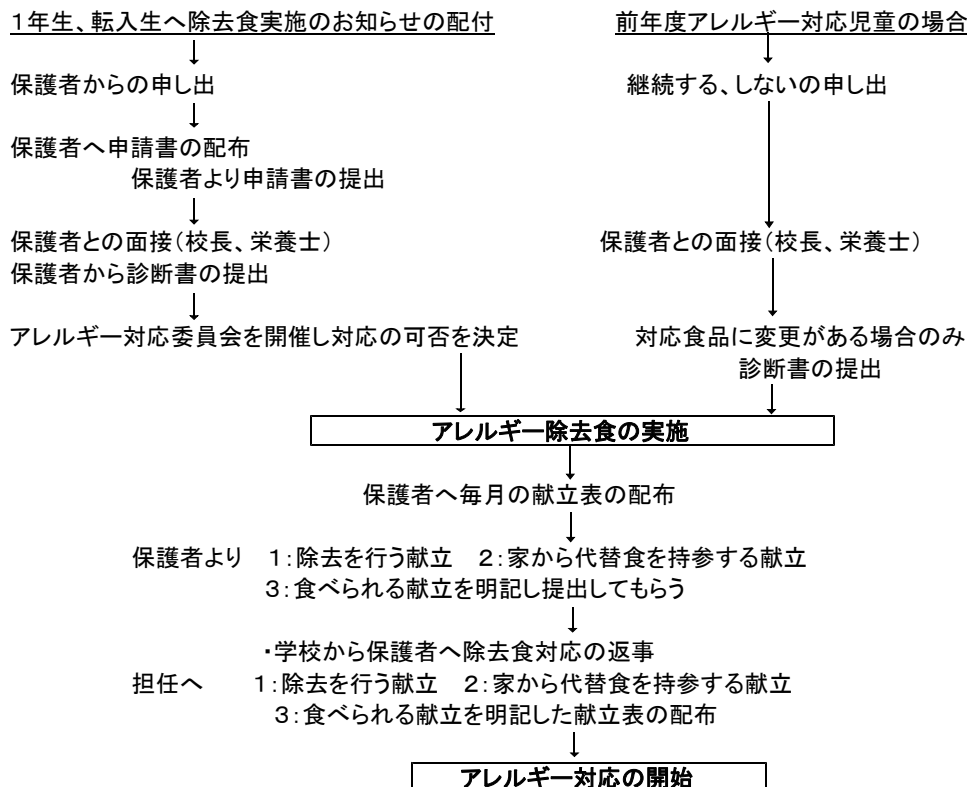 1年生、転入生へ除去食実施のお知らせの配付
前年度アレルギー対応児童の場合
保護者からの申し出
継続する、しないの申し出
保護者へ申請書の配布
保護者より申請書の提出
保護者との面接(校長、栄養士)
保護者から診断書の提出
保護者との面接(校長、栄養士)
アレルギー対応委員会を開催し対応の可否を決定
対応食品に変更がある場合のみ
診断書の提出
アレルギー除去食の実施
保護者へ毎月の献立表の配布
保護者より 1:除去を行う献立 2:家から代替食を持参する献立
3:食べられる献立を明記し提出してもらう
・学校から保護者へ除去食対応の返事
担任へ 1:除去を行う献立 2:家から代替食を持参する献立
3:食べられる献立を明記した献立表の配布
アレルギー対応の開始